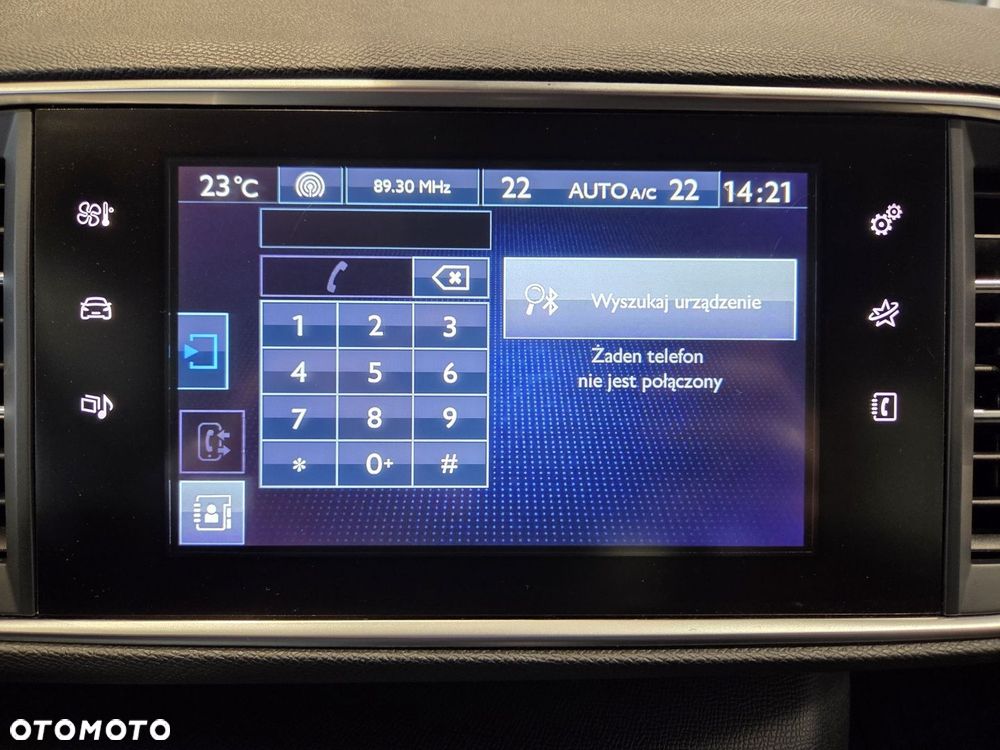 23°C
89.30 MHz
22 AUTO A/C 22
14:21
Wyszukaj urządzenie
Żaden telefon
nie jest połączony
1 2 3
4 5 6
7 8 9
* 0+ #
OTOMOTO